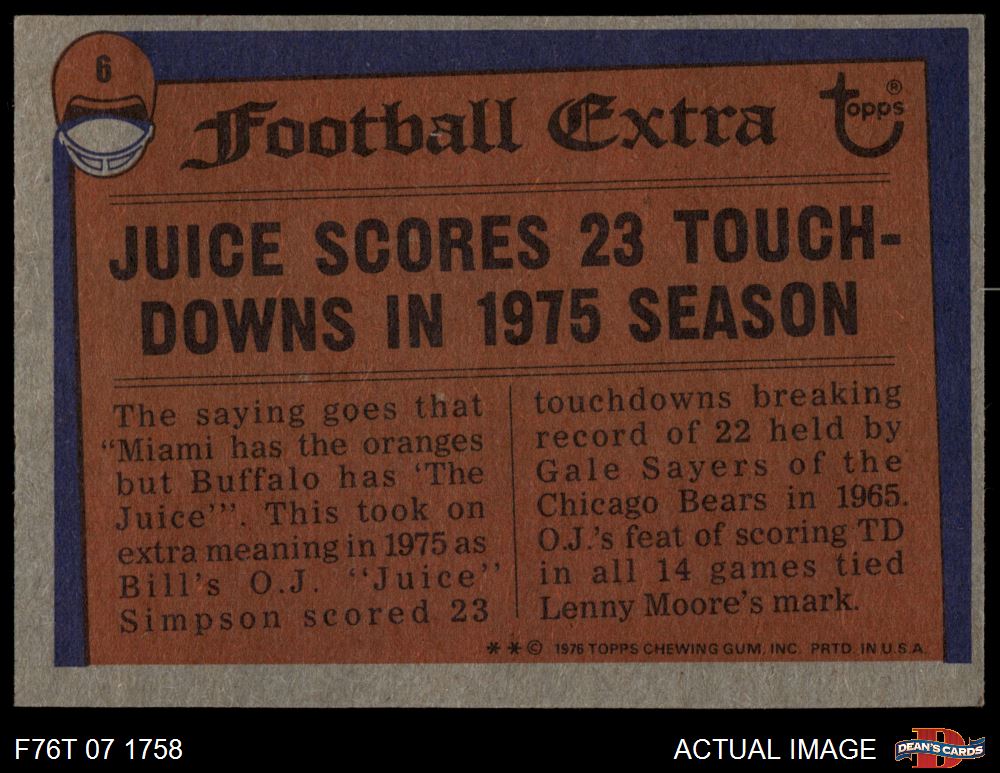 6
Football Extra
topps ®
JUICE SCORES 23 TOUCH-
DOWNS IN 1975 SEASON
The saying goes that
“Miami has the oranges
but Buffalo has ‘The
Juice’”. This took on
extra meaning in 1975 as
Bill’s O.J. “Juice”
Simpson scored 23
touchdowns breaking
record of 22 held by
Gale Sayers of the
Chicago Bears in 1965.
O.J.’s feat of scoring TD
in all 14 games tied
Lenny Moore’s mark.
** © 1976 TOPPS CHEWING GUM, INC. PRTD. IN U.S.A.
F76T 07 1758
ACTUAL IMAGE
D
DEAN'S CARDS